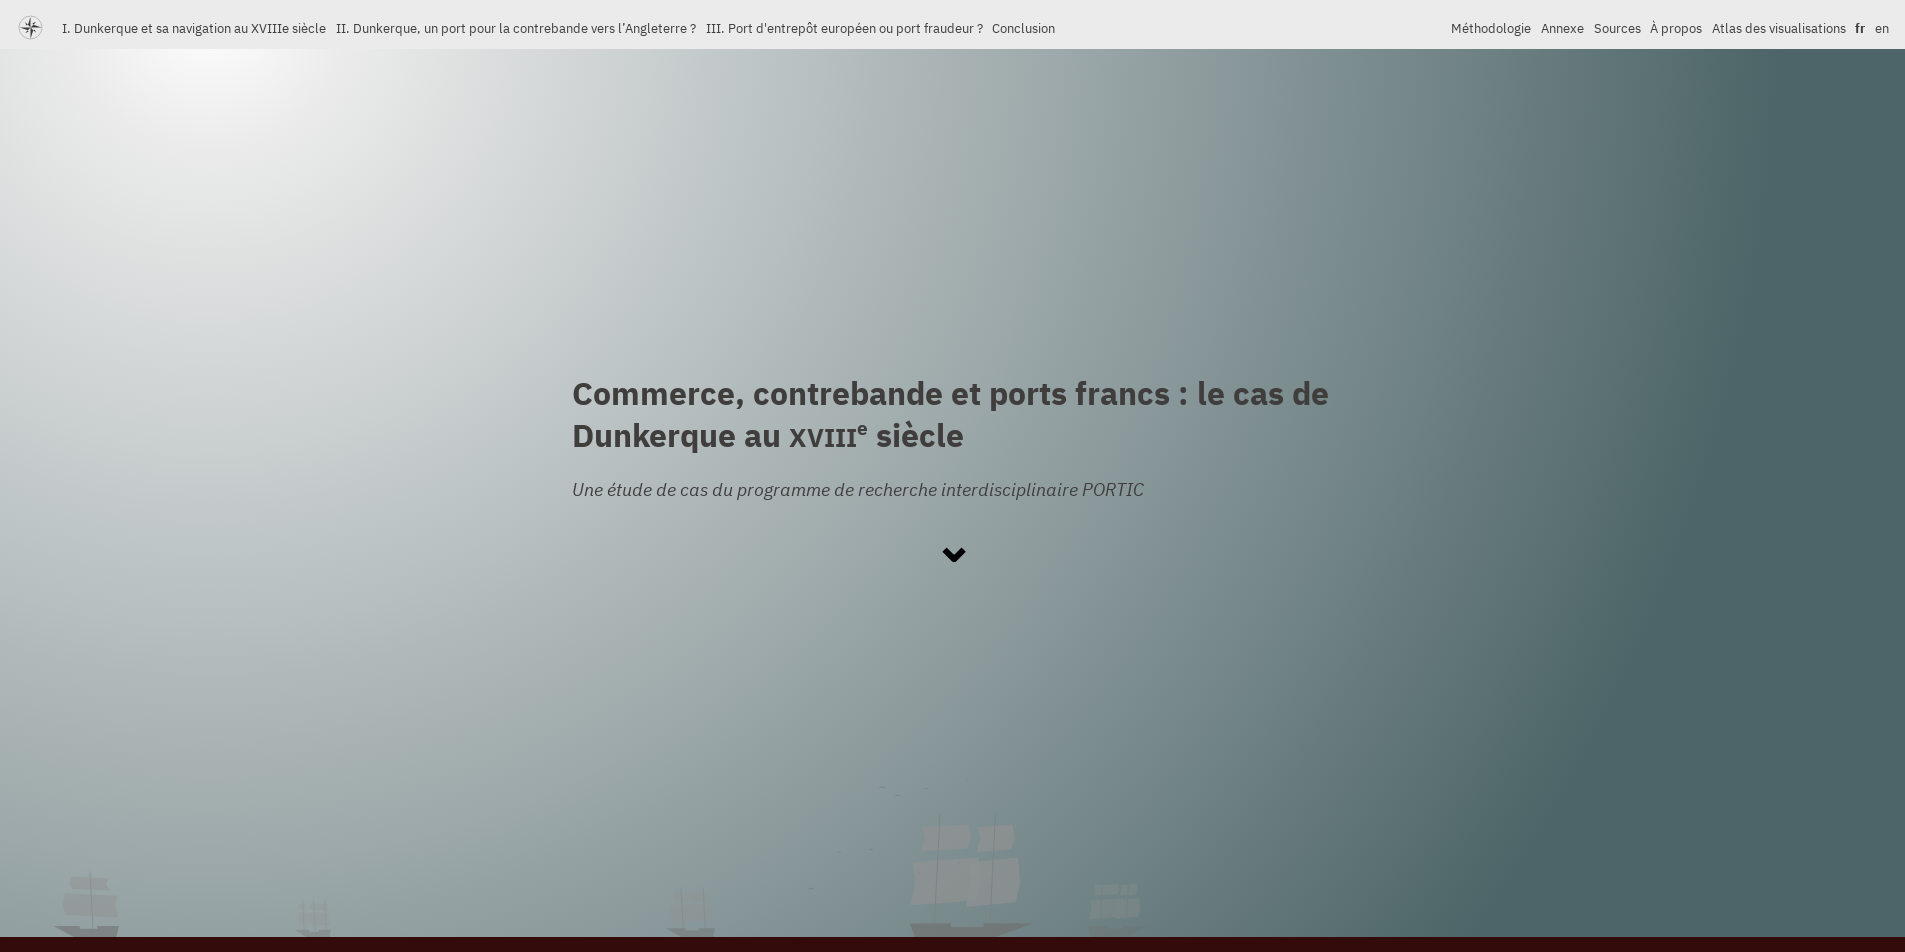 I. Dunkerque et sa navigation au XVIIIe siècle II. Dunkerque, un port pour la contrebande vers l’Angleterre ? III. Port d'entrepôt européen ou port fraudeur ? Conclusion Méthodologie Annexe Sources À propos Atlas des visualisations fr en
Commerce, contrebande et ports francs : le cas de
Dunkerque au XVIIIe siècle
Une étude de cas du programme de recherche interdisciplinaire PORTIC